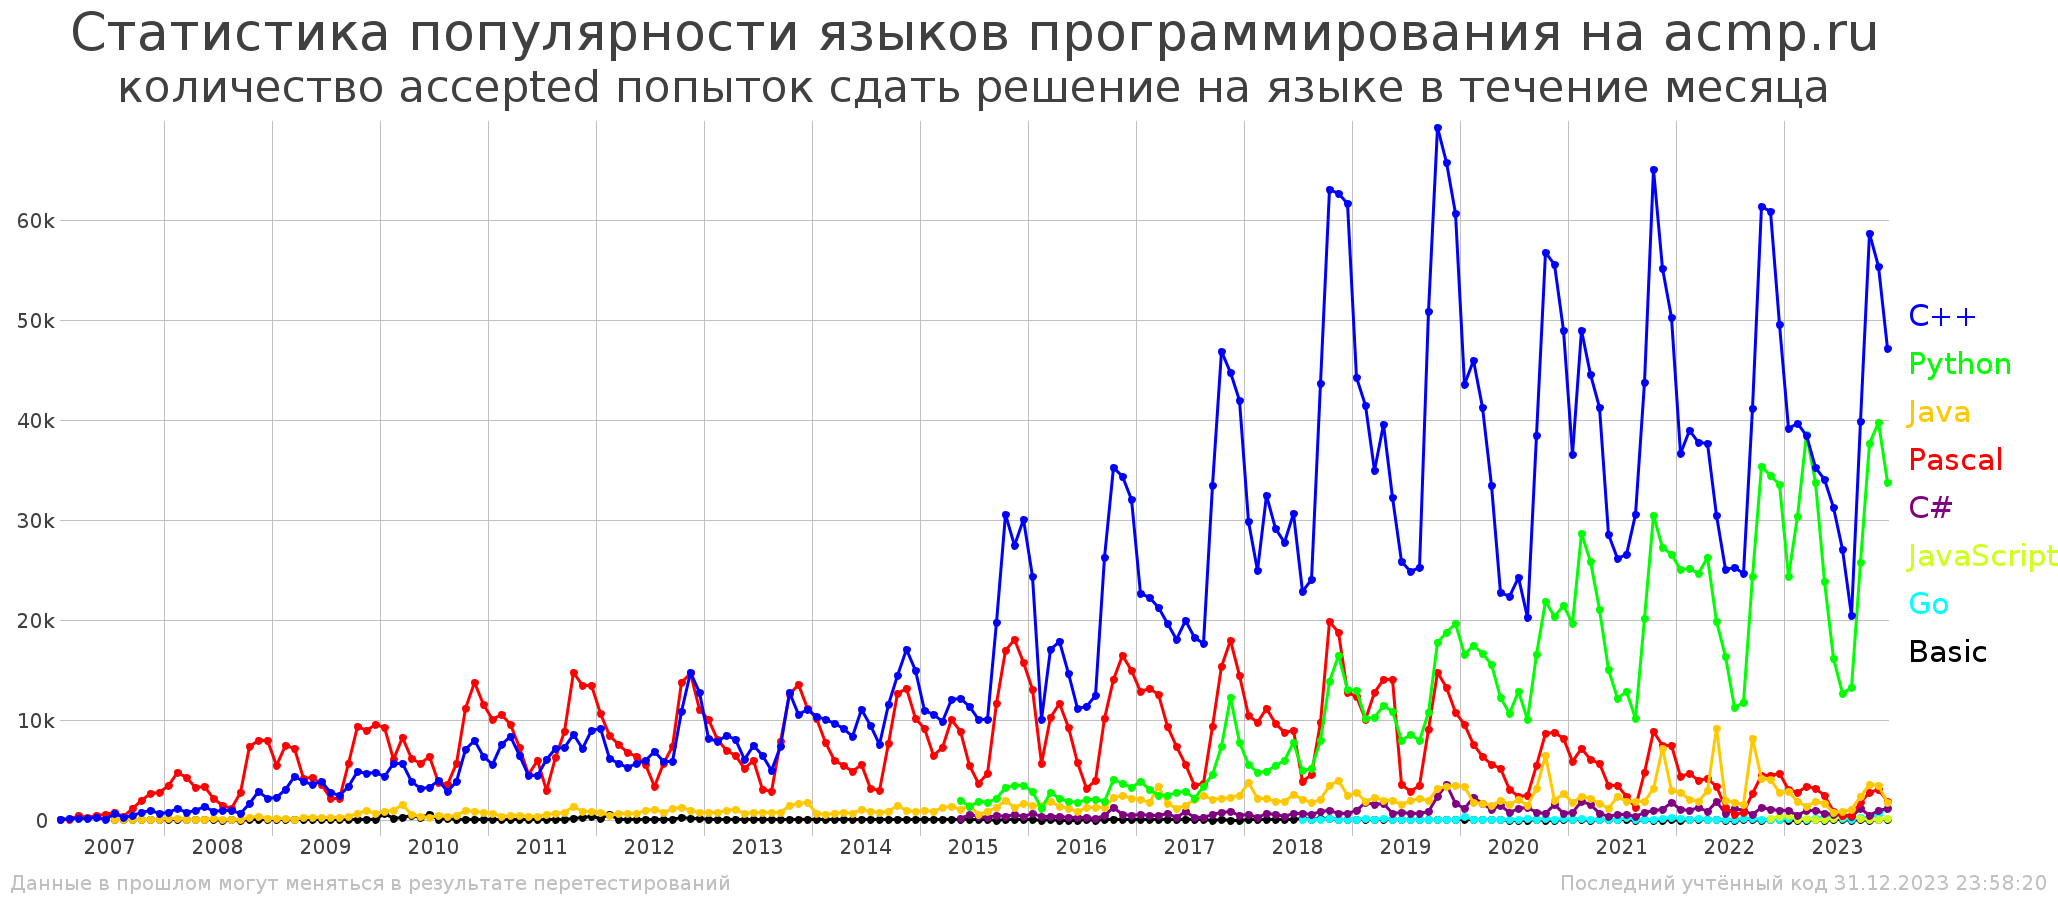 Статистика популярности языков программирования на acmp.ru
количество accepted попыток сдать решение на языке в течение месяца
60k
50k
40k
30k
20k
10k
0
C++
Python
Java
Pascal
C#
JavaScript
Go
Basic
2007 2008 2009 2010 2011 2012 2013 2014 2015 2016 2017 2018 2019 2020 2021 2022 2023
Данные в прошлом могут меняться в результате перетестирований
Последний учтённый код 31.12.2023 23:58:20